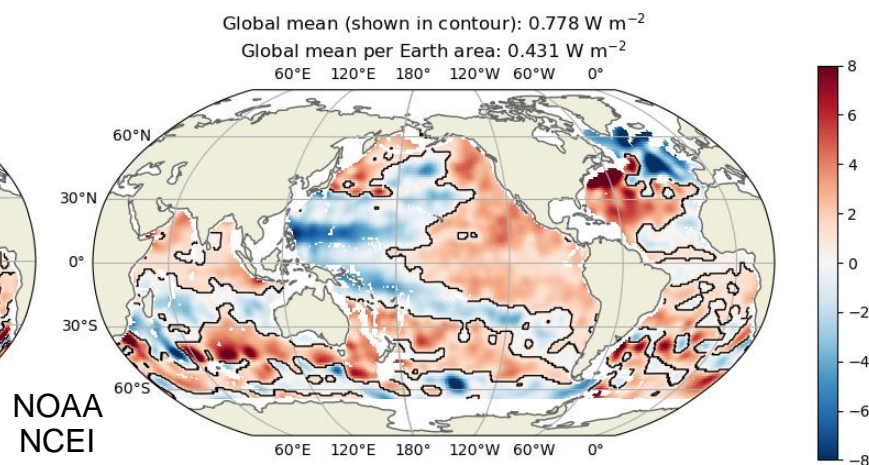 Global mean (shown in contour): 0.778 W m⁻²
Global mean per Earth area: 0.431 W m⁻²
60°E 120°E 180° 120°W 60°W 0°
8
6
4
2
0
−2
−4
−6
−8
60°N
30°N
0°
30°S
60°S
NOAA
NCEI
60°E 120°E 180° 120°W 60°W 0°